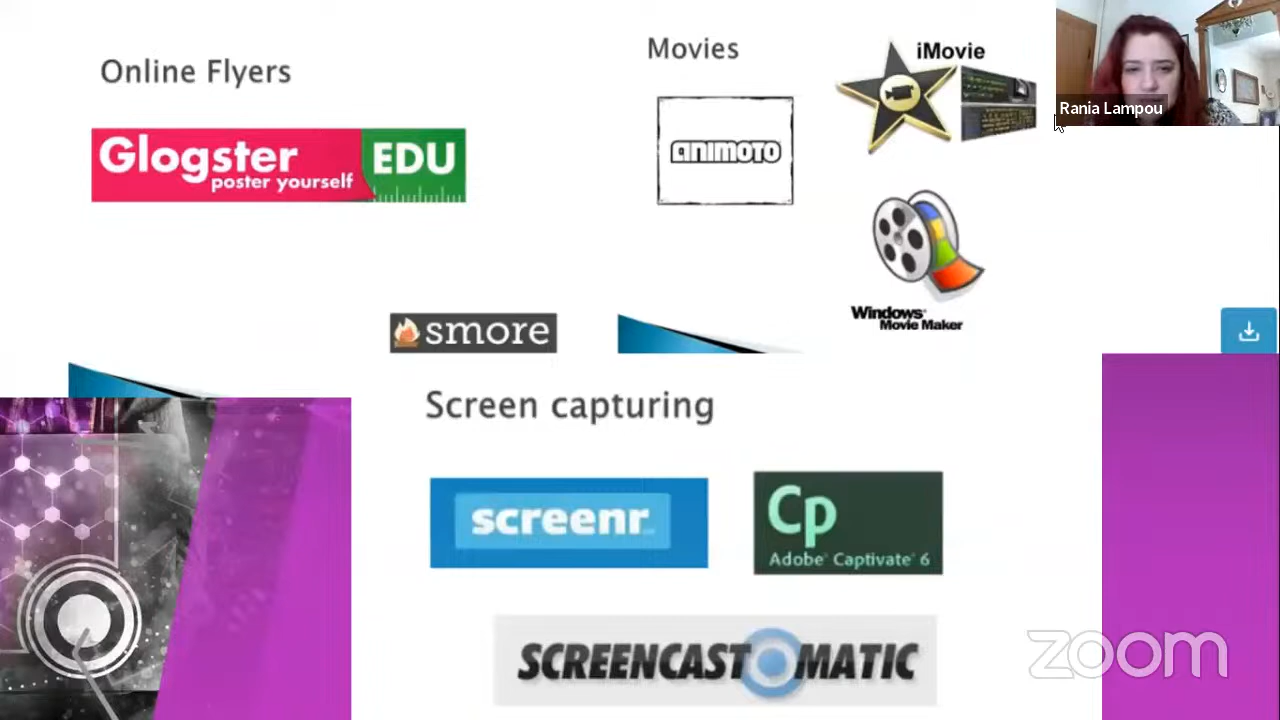 Online Flyers
Glogster
poster yourself
EDU
smore
Movies
animoto
iMovie
Windows
Movie Maker
Rania Lampou
Screen capturing
screenr
Cp
Adobe Captivate 6
SCREENCAST O MATIC
zoom